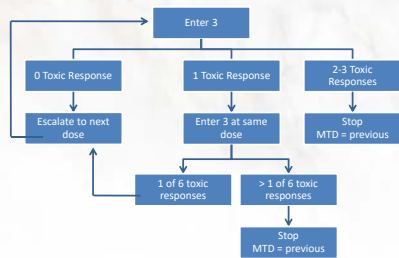 Enter 3
0 Toxic Response
1 Toxic Response
2-3 Toxic
Responses
Escalate to next
dose
Enter 3 at same
dose
Stop
MTD = previous
1 of 6 toxic
responses
> 1 of 6 toxic
responses
Stop
MTD = previous